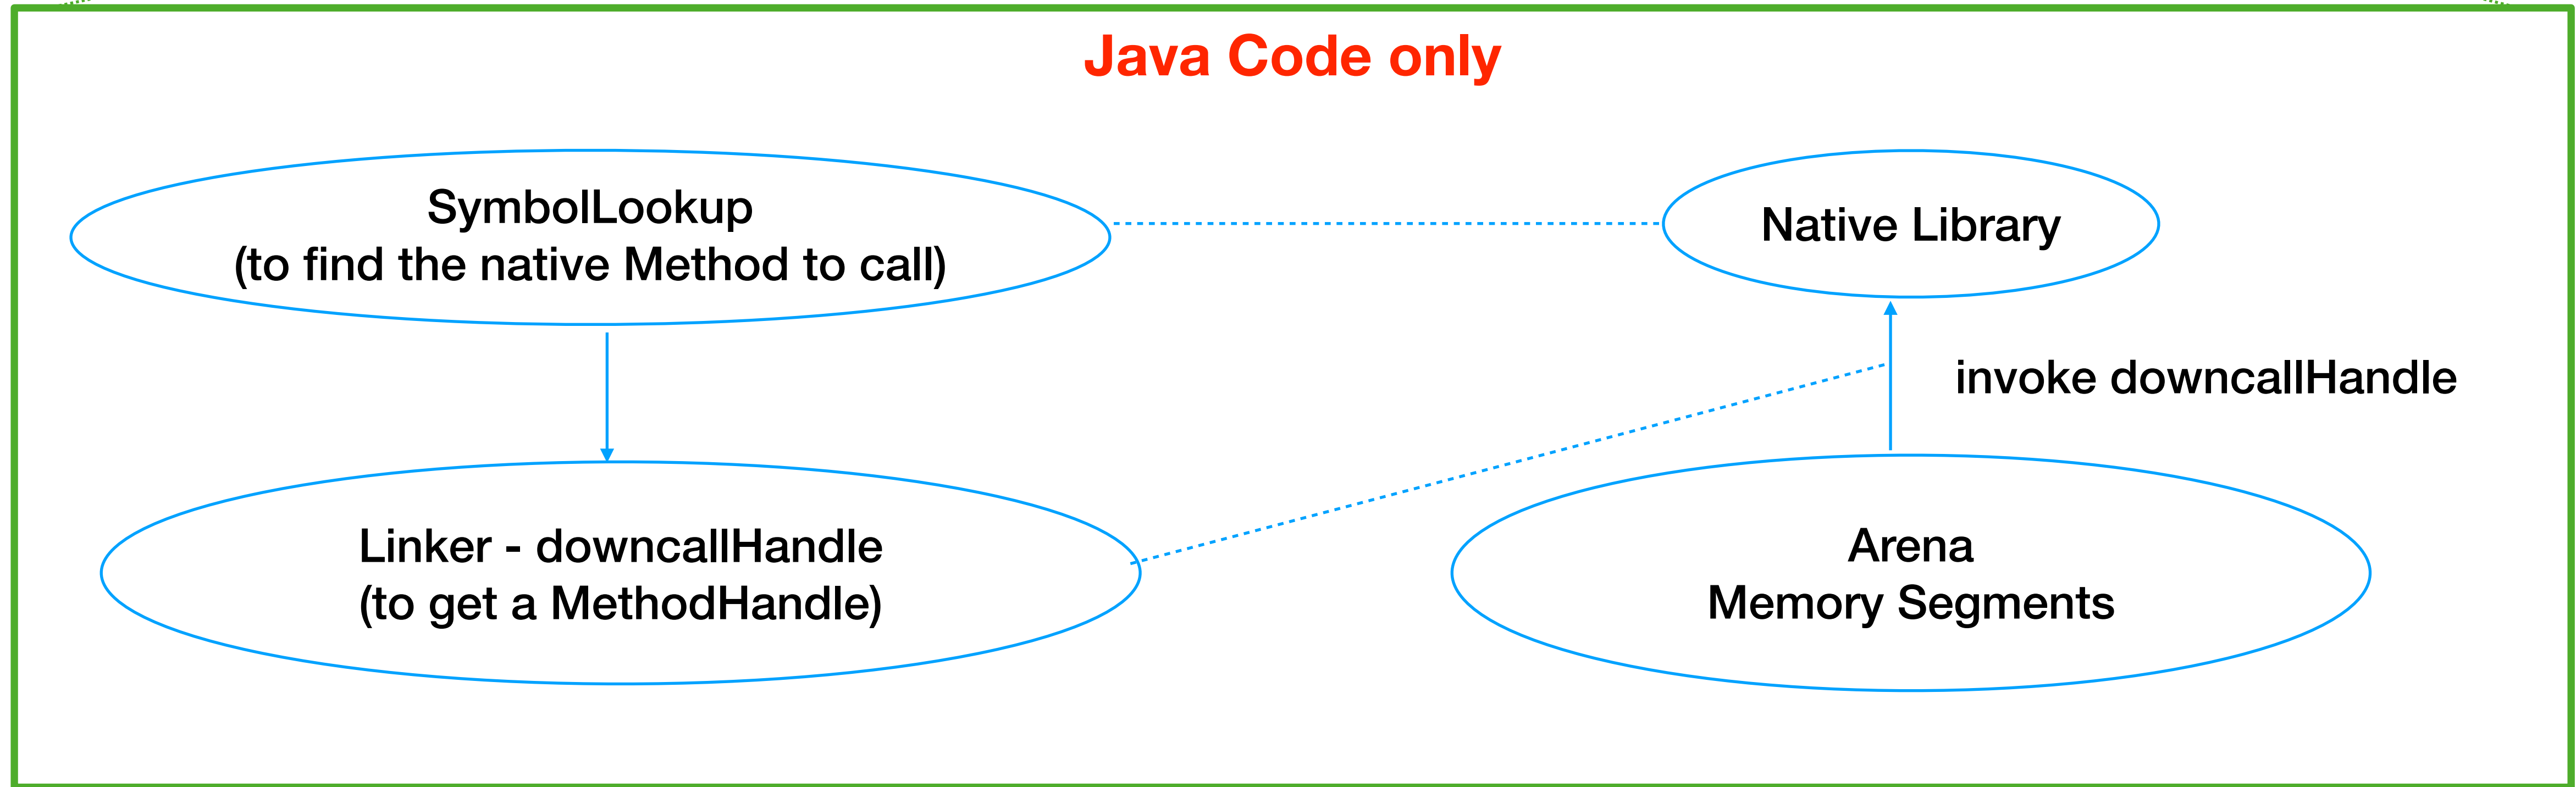 Java Code only
SymbolLookup
(to find the native Method to call)
Native Library
invoke downcallHandle
Linker - downcallHandle
(to get a MethodHandle)
Arena
Memory Segments